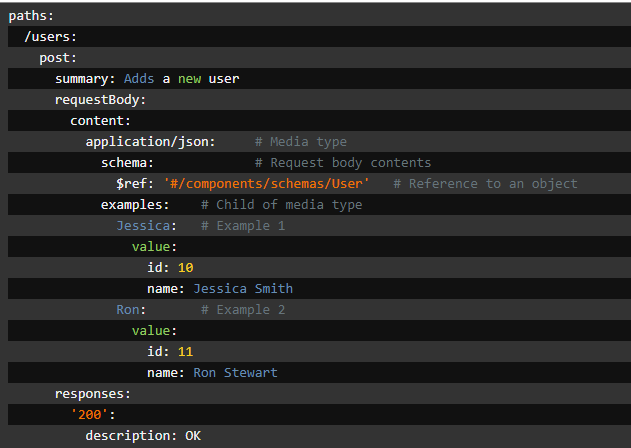 paths:
  /users:
    post:
      summary: Adds a new user
      requestBody:
        content:
          application/json:     # Media type
            schema:             # Request body contents
              $ref: '#/components/schemas/User'   # Reference to an object
            examples:    # Child of media type
              Jessica:   # Example 1
                value:
                  id: 10
                  name: Jessica Smith
              Ron:       # Example 2
                value:
                  id: 11
                  name: Ron Stewart
      responses:
        '200':
          description: OK